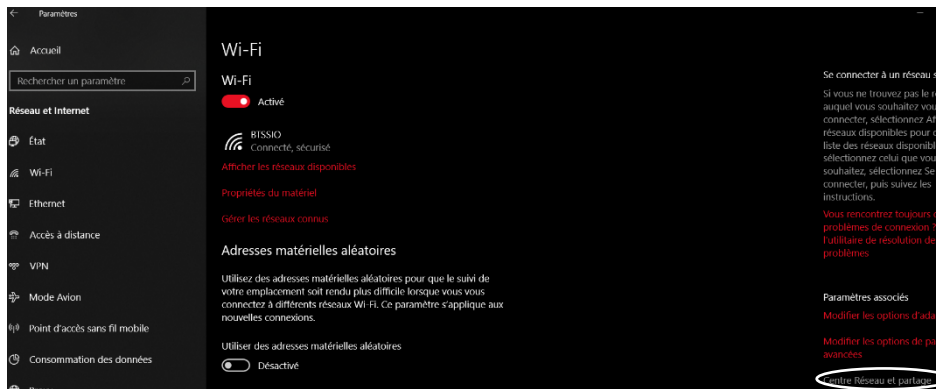 Paramètres
Accueil
Rechercher un paramètre
Réseau et Internet
État
Wi-Fi
Ethernet
Accès à distance
VPN
Mode Avion
Point d'accès sans fil mobile
Consommation des données
Wi-Fi
Wi-Fi
Activé
BTSSIO
Connecté, sécurisé
Afficher les réseaux disponibles
Propriétés du matériel
Gérer les réseaux connus
Adresses matérielles aléatoires
Utilisez des adresses matérielles aléatoires pour que le suivi de
votre emplacement soit rendu plus difficile lorsque vous vous
connectez à différents réseaux Wi-Fi. Ce paramètre s'applique aux
nouvelles connexions.
Utiliser des adresses matérielles aléatoires
Désactivé
Se connecter à un réseau s
Si vous ne trouvez pas le r
auquel vous souhaitez vou
connecter, sélectionnez Af
réseaux disponibles pour
liste des réseaux disponibl
sélectionnez celui que vou
souhaitez, sélectionnez Se
connecter, puis suivez les
instructions.
Vous rencontrez toujours
problèmes de connexion ?
l'utilitaire de résolution de
problèmes
Paramètres associés
Modifier les options d'ada
Modifier les options de pa
avancées
Centre Réseau et partage